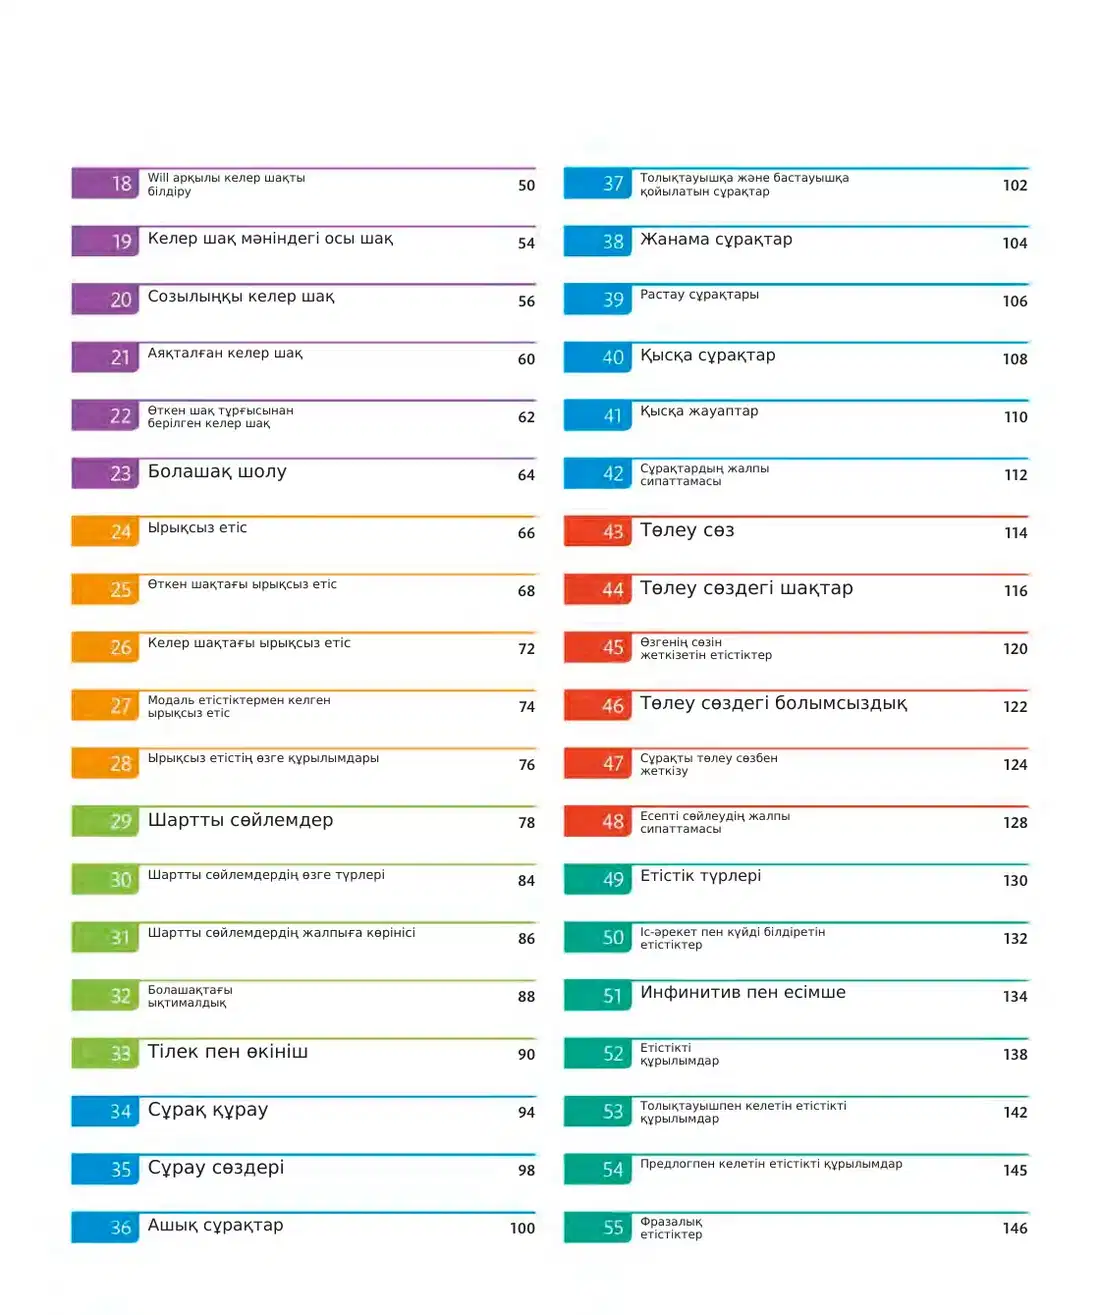 18 Will арқылы келер шақты
білдіру 50
19 Келер шақ мәніндегі осы шақ 54
20 Созылыңқы келер шақ 56
21 Аяқталған келер шақ 60
22 Өткен шақ тұрғысынан
берілген келер шақ 62
23 Болашақ шолу 64
24 Ырықсыз етіс 66
25 Өткен шақтағы ырықсыз етіс 68
26 Келер шақтағы ырықсыз етіс 72
27 Модаль етістіктермен келген
ырықсыз етіс 74
28 Ырықсыз етістің өзге құрылымдары 76
29 Шартты сөйлемдер 78
30 Шартты сөйлемдердің өзге түрлері 84
31 Шартты сөйлемдердің жалпыға көрінісі 86
32 Болашақтағы
ықтималдық 88
33 Тілек пен өкініш 90
34 Сұрақ құрау 94
35 Сұрау сөздері 98
36 Ашық сұрақтар 100
37 Толықтауышқа және бастауышқа
қойылатын сұрақтар 102
38 Жанама сұрақтар 104
39 Растау сұрақтары 106
40 Қысқа сұрақтар 108
41 Қысқа жауаптар 110
42 Сұрақтардың жалпы
сипаттамасы 112
43 Төлеу сөз 114
44 Төлеу сөздегі шақтар 116
45 Өзгенің сөзін
жеткізетін етістіктер 120
46 Төлеу сөздегі болымсыздық 122
47 Сұрақты төлеу сөзбен
жеткізу 124
48 Есепті сөйлеудің жалпы
сипаттамасы 128
49 Етістік түрлері 130
50 Іс-әрекет пен күйді білдіретін
етістіктер 132
51 Инфинитив пен есімше 134
52 Етістікті
құрылымдар 138
53 Толықтауышпен келетін етістікті
құрылымдар 142
54 Предлогпен келетін етістікті құрылымдар 145
55 Фразалық
етістіктер 146